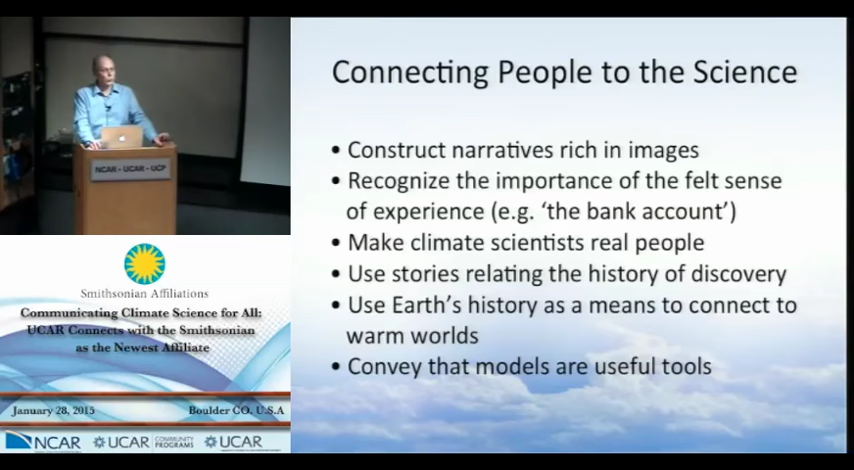 NCAR - UCAR - UCP
Smithsonian Affiliations
Communicating Climate Science for All:
UCAR Connects with the Smithsonian
as the Newest Affiliate
January 28, 2015
Boulder CO. U.S.A
NCAR
UCAR
COMMUNITY
PROGRAMS
UCAR
Connecting People to the Science
• Construct narratives rich in images
• Recognize the importance of the felt sense
of experience (e.g. ‘the bank account’)
• Make climate scientists real people
• Use stories relating the history of discovery
• Use Earth’s history as a means to connect to
warm worlds
• Convey that models are useful tools